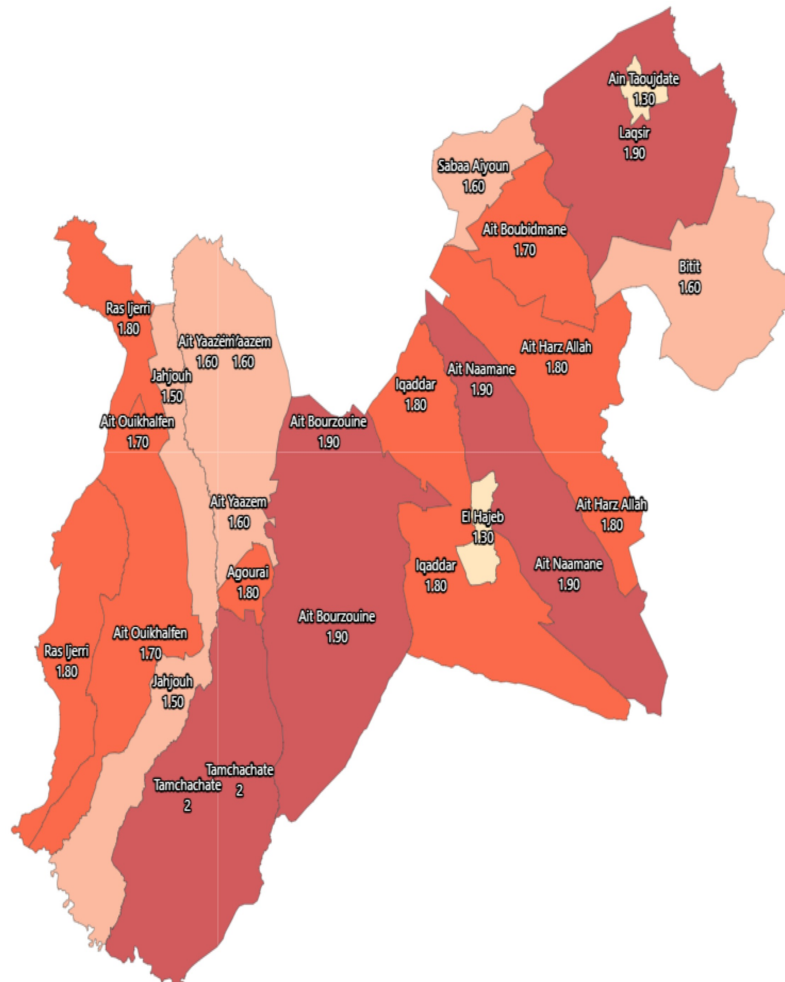 Ain Taoujdate
1.30
Laqsir
1.90
Sabaa Aiyoun
1.60
Ait Boubidmane
1.70
Bitit
1.60
Ras Ijerri
1.80
Ait Yaazem
1.60
Yaazem
1.60
Ait Harz Allah
1.80
Jahjouh
1.50
Iqaddar
1.80
Ait Naamane
1.90
Ait Ouikhalfen
1.70
Ait Bourzouine
1.90
Ait Yaazem
1.60
El Hajeb
1.30
Ait Harz Allah
1.80
Agourai
1.80
Iqaddar
1.80
Ait Naamane
1.90
Ait Bourzouine
1.90
Ait Ouikhalfen
1.70
Ras Ijerri
1.80
Jahjouh
1.50
Tamchachate
2
Tamchachate
2